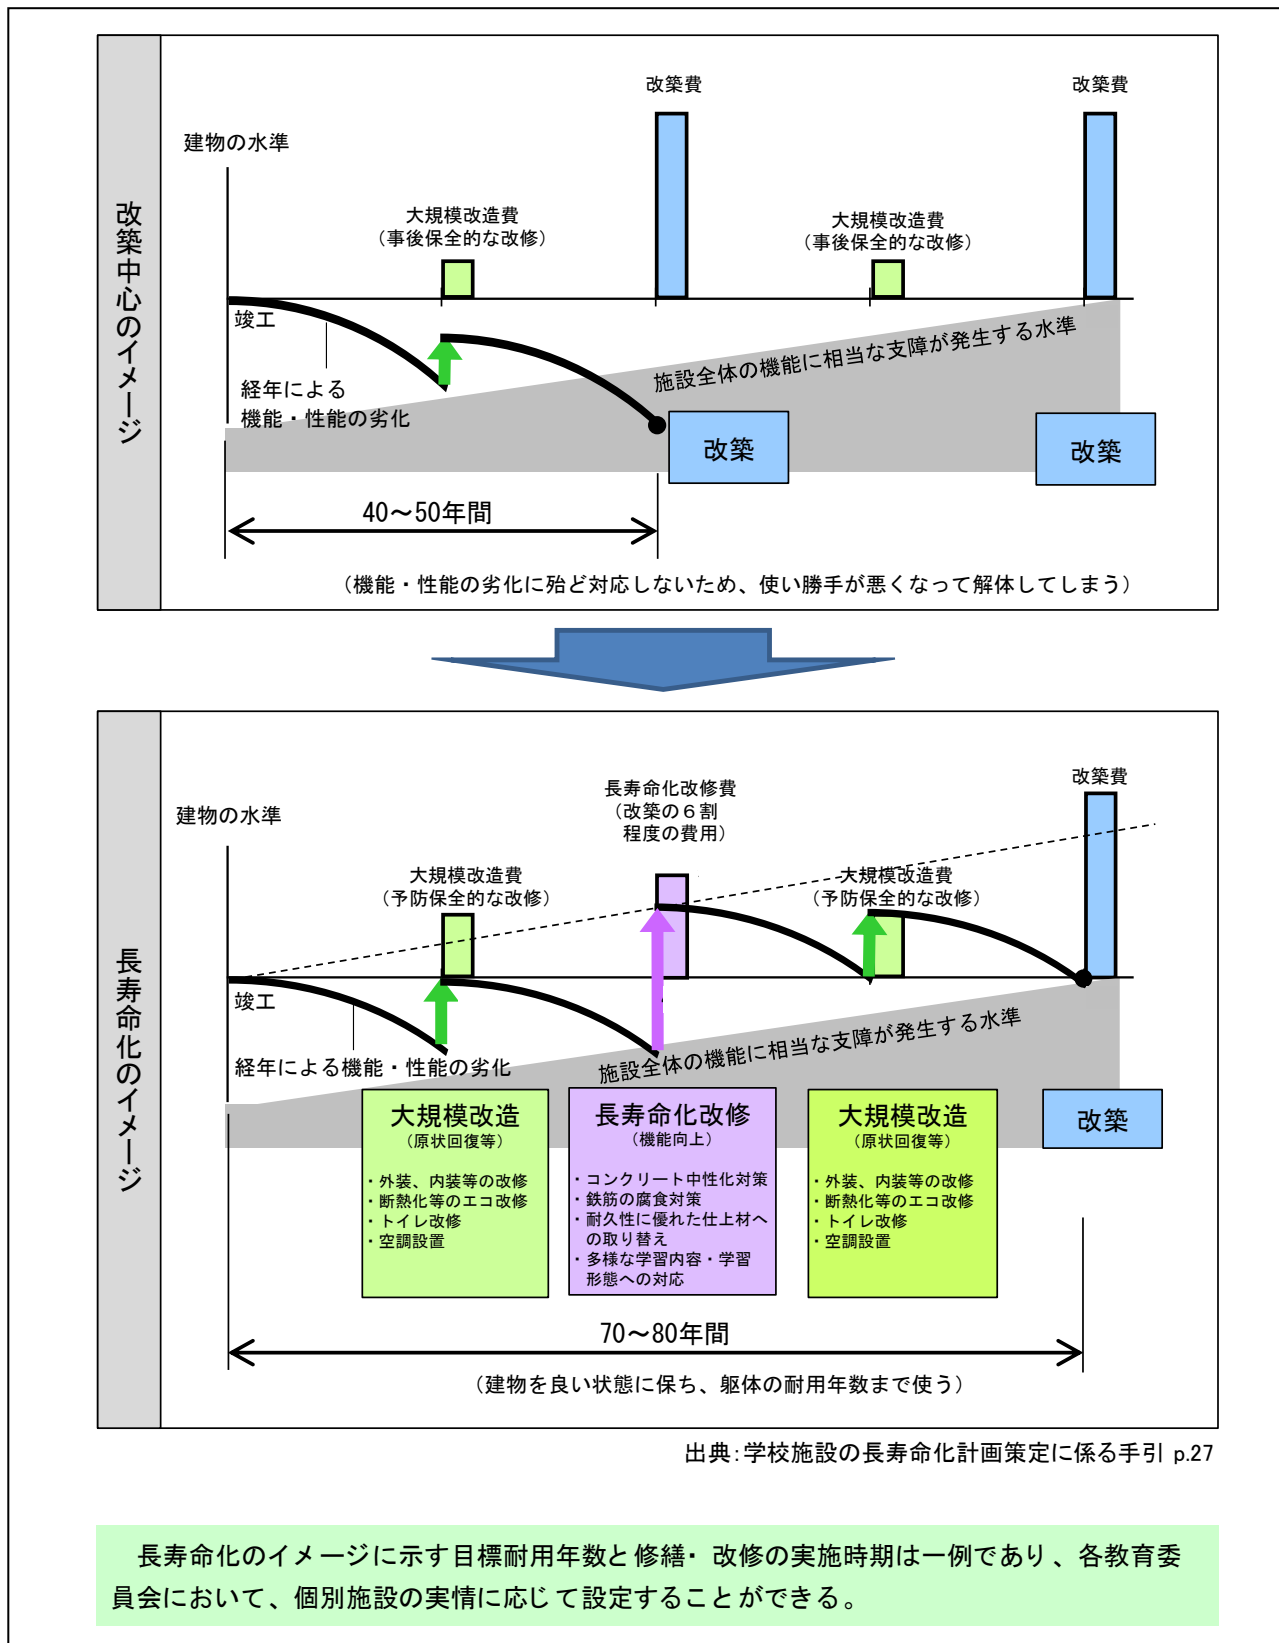 改築中心のイメージ
改築費
改築費
建物の水準
大規模改造費
（事後保全的な改修）
大規模改造費
（事後保全的な改修）
竣工
施設全体の機能に相当な支障が発生する水準
経年による
機能・性能の劣化
改築
改築
40～50年間
（機能・性能の劣化に殆ど対応しないため、使い勝手が悪くなって解体してしまう）
長寿命化のイメージ
改築費
長寿命化改修費
（改築の６割
程度の費用）
建物の水準
大規模改造費
（予防保全的な改修）
大規模改造費
（予防保全的な改修）
竣工
施設全体の機能に相当な支障が発生する水準
経年による機能・性能の劣化
大規模改造
（原状回復等）
・外装、内装等の改修
・断熱化等のエコ改修
・トイレ改修
・空調設置
長寿命化改修
（機能向上）
・コンクリート中性化対策
・鉄筋の腐食対策
・耐久性に優れた仕上材へ
の取り替え
・多様な学習内容・学習
形態への対応
大規模改造
（原状回復等）
・外装、内装等の改修
・断熱化等のエコ改修
・トイレ改修
・空調設置
改築
70～80年間
（建物を良い状態に保ち、躯体の耐用年数まで使う）
出典：学校施設の長寿命化計画策定に係る手引 p.27
長寿命化のイメージに示す目標耐用年数と修繕・改修の実施時期は一例であり、各教育委
員会において、個別施設の実情に応じて設定することができる。